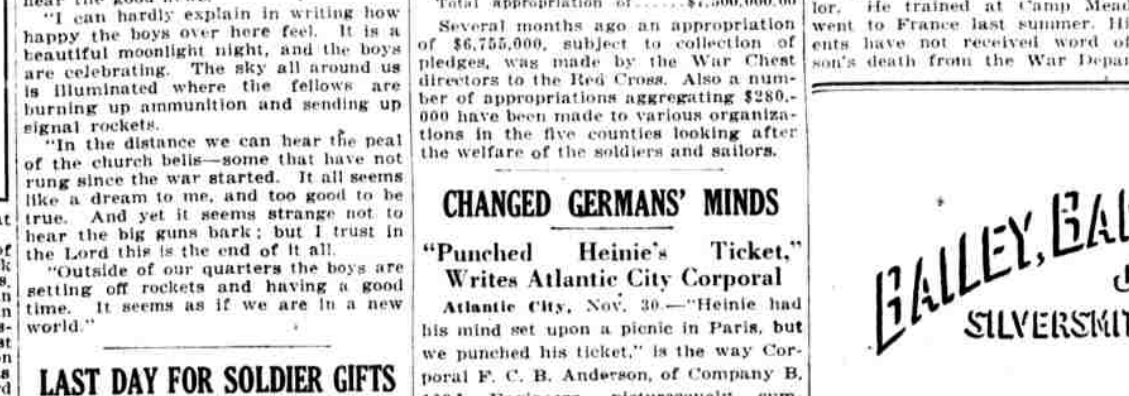 "I can hardly explain in writing how
happy the boys over here feel. It is a
beautiful moonlight night, and the boys
are celebrating. The sky all around us
is illuminated where the fellows are
burning up ammunition and sending up
signal rockets.
"In the distance we can hear the peal
of the church bells—some that have not
rung since the war started. It all seems
like a dream to me, and too good to be
true. And yet it seems strange not to
hear the big guns bark; but I trust in
the Lord this is the end of it all.
"Outside of our quarters the boys are
setting off rockets and having a good
time. It seems as if we are in a new
world."
LAST DAY FOR SOLDIER GIFTS
Total appropriation
Several months ago an appropriation
of $6,755,000, subject to collection of
pledges, was made by the War Chest
directors to the Red Cross. Also a num-
ber of appropriations aggregating $280,-
000 have been made to various organiza-
tions in the five counties looking after
the welfare of the soldiers and sailors.
CHANGED GERMANS' MINDS
"Punched Heinie's Ticket,"
Writes Atlantic City Corporal
Atlantic City, Nov. 30.—"Heinie had
his mind set upon a picnic in Paris, but
we punched his ticket," is the way Cor-
poral F. C. B. Anderson, of Company B,
lor. He trained at Camp Mead
went to France last summer. Hi
ents have not received word of
son's death from the War Depar
BAILEY, BA
SILVERSMIT